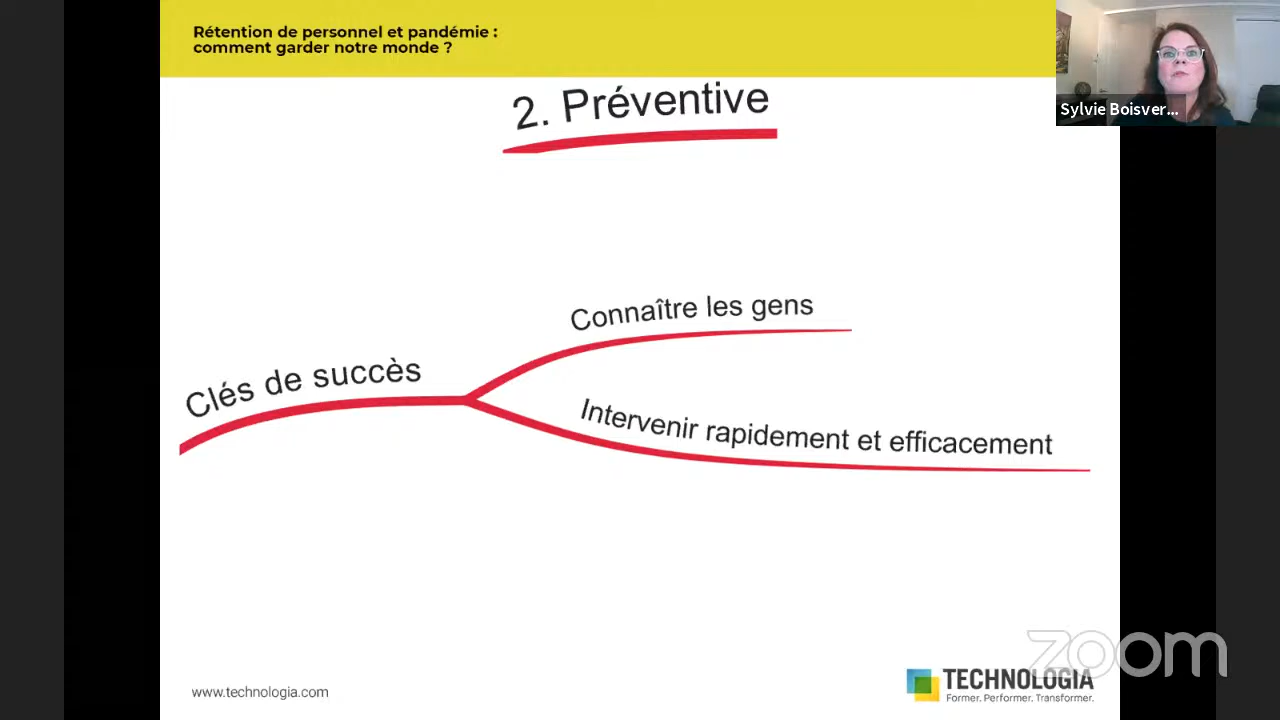 Rétention de personnel et pandémie :
comment garder notre monde ?
Sylvie Boisver...
2. Préventive
Connaître les gens
Clés de succès
Intervenir rapidement et efficacement
zoom
www.technologia.com
TECHNOLOGIA
Former. Performer. Transformer.